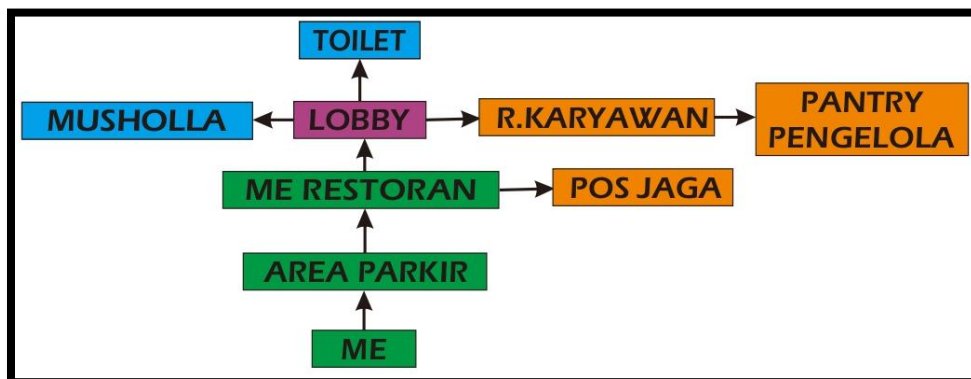 TOILET
MUSHOLLA
LOBBY
R.KARYAWAN
PANTRY
PENGELOLA
ME RESTORAN
POS JAGA
AREA PARKIR
ME